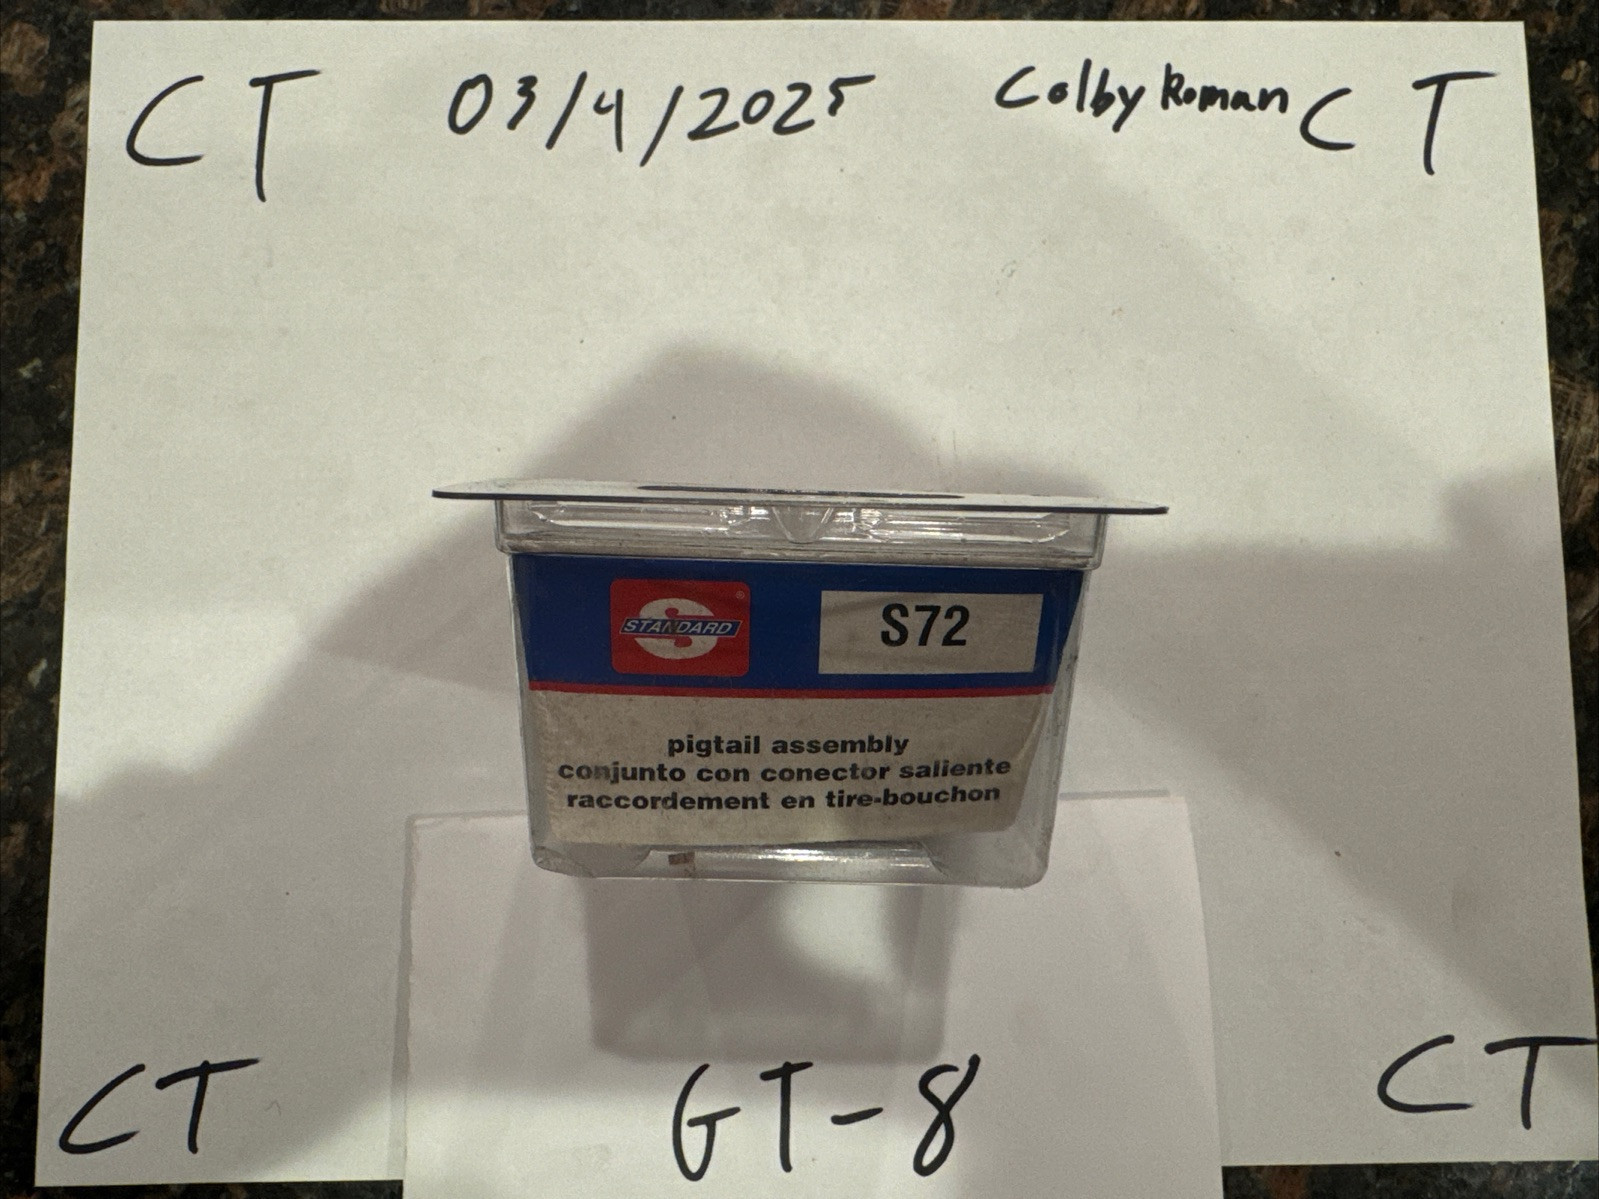 CT 03/4/2025 Colby Roman CT
STANDARD ®
S72
pigtail assembly
conjunto con conector saliente
raccordement en tire-bouchon
CT GT-8 CT